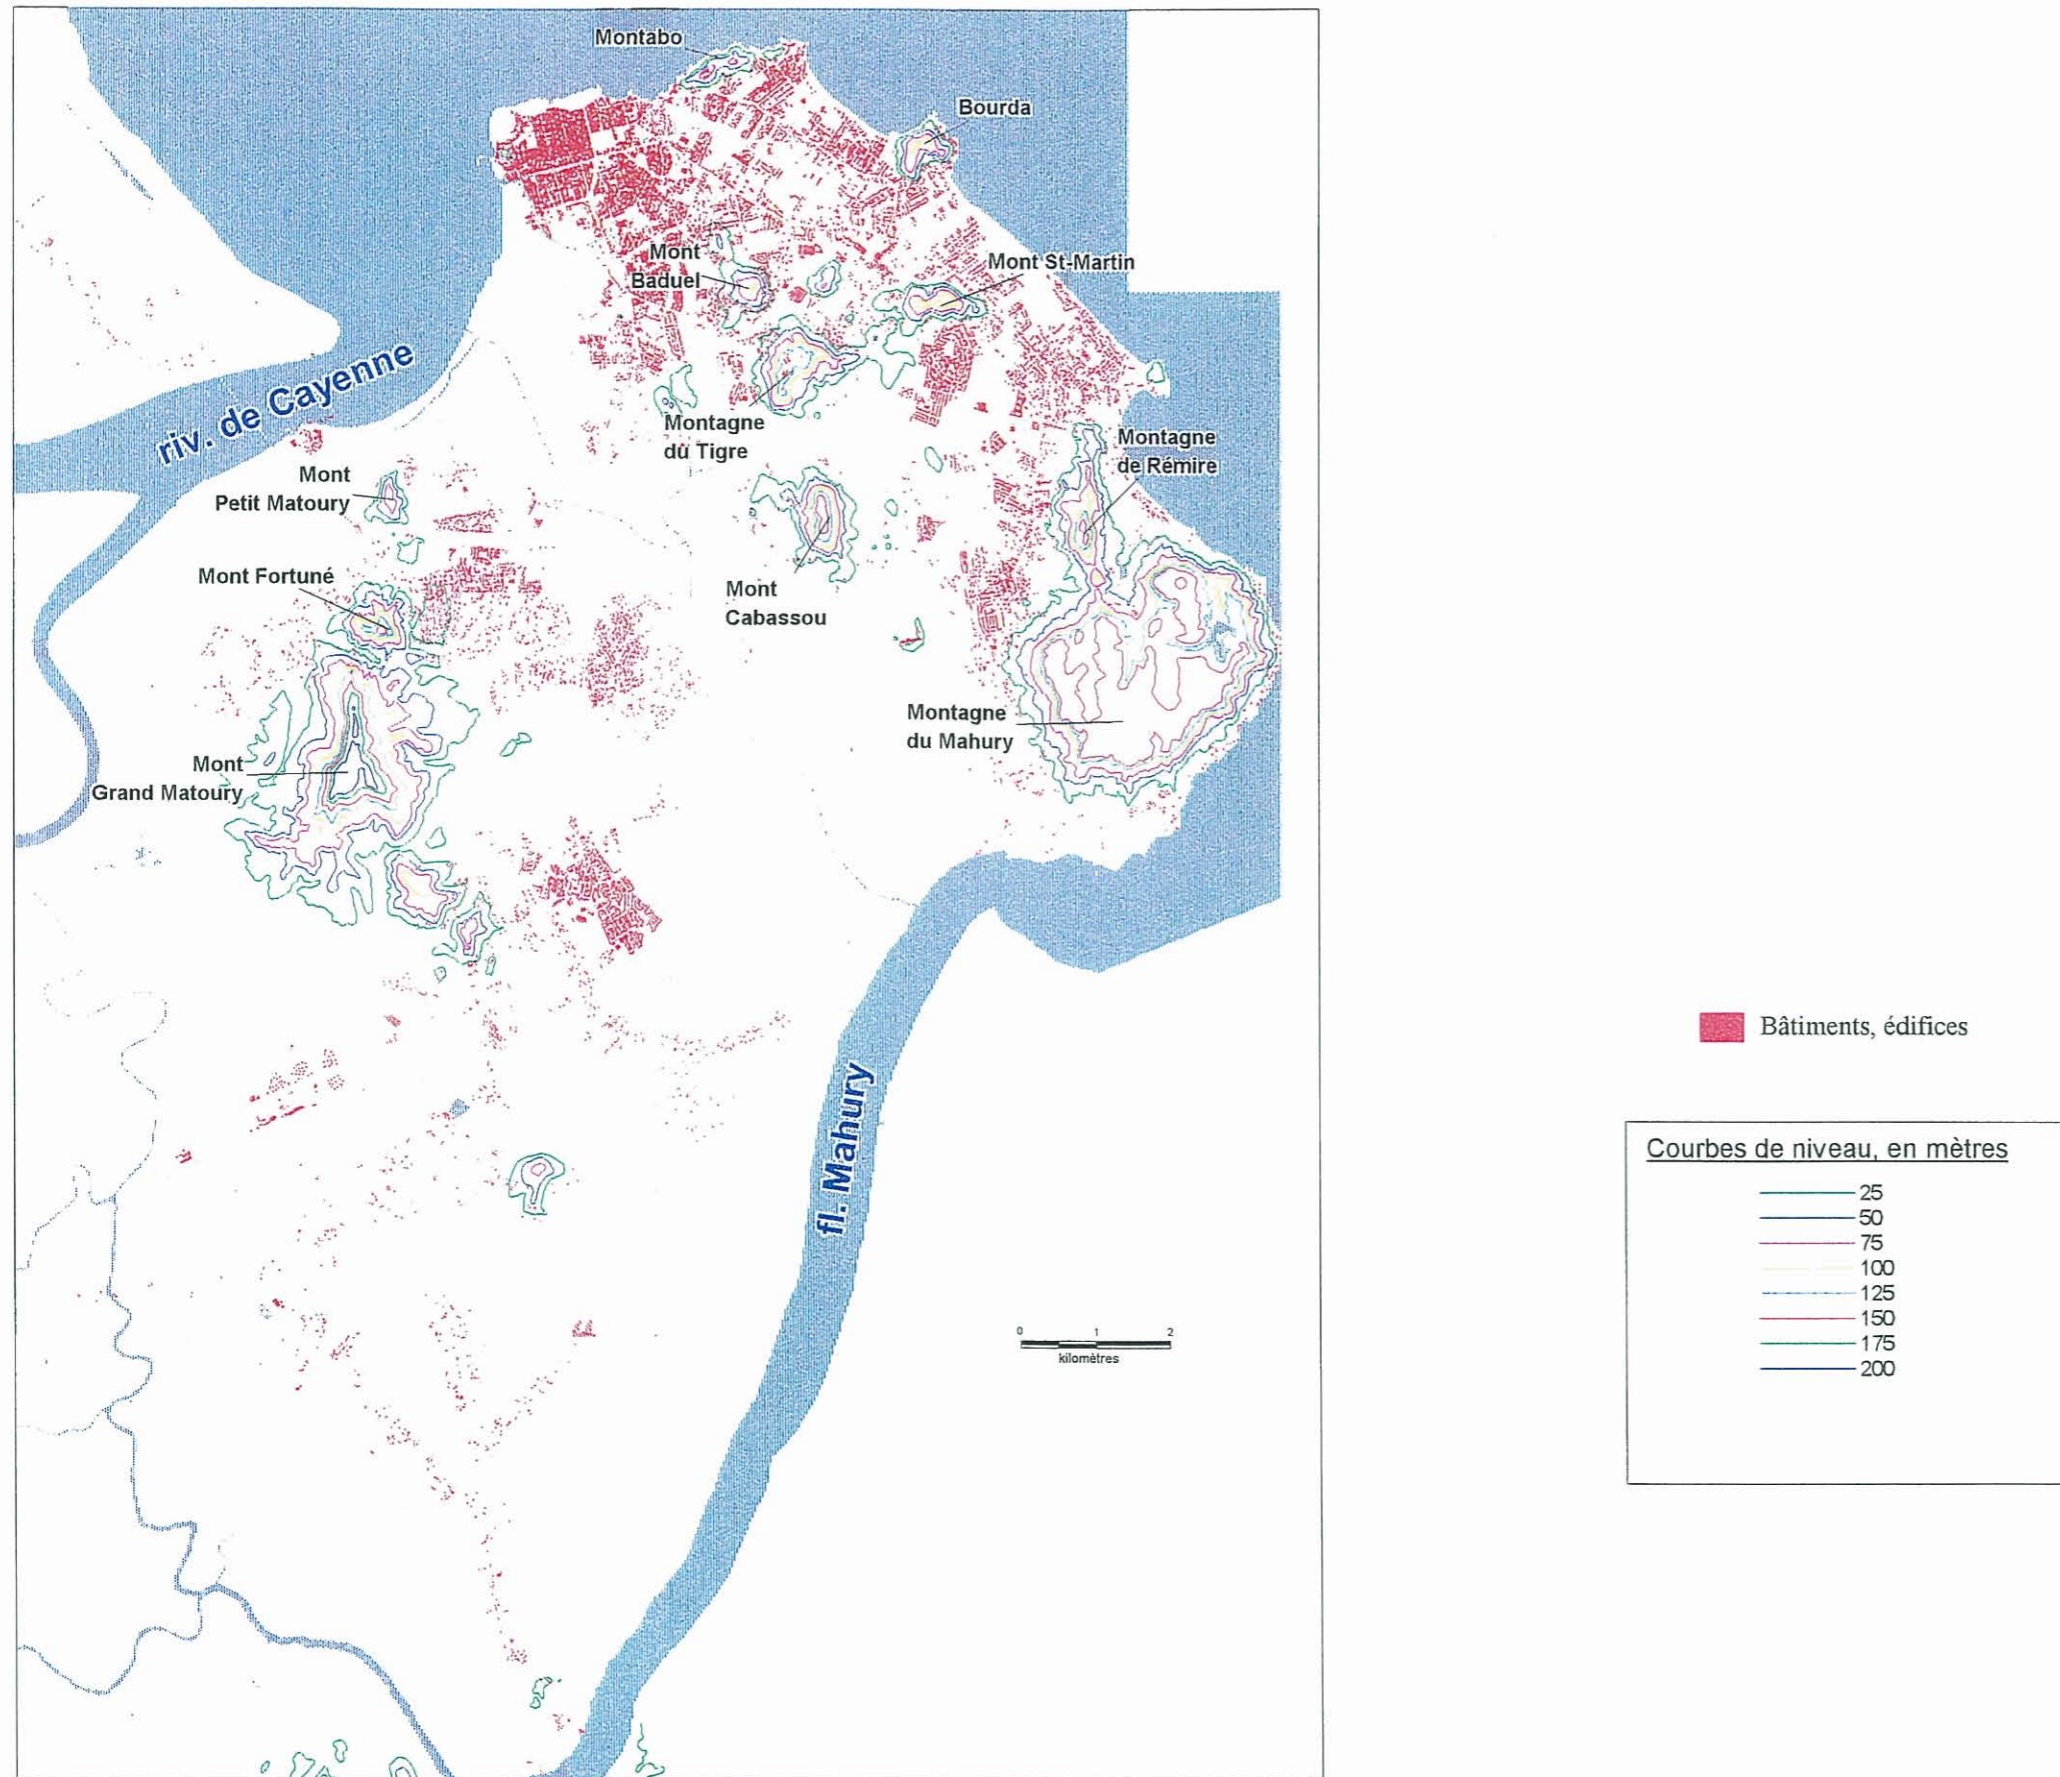 Montabo
Bourda
Mont
Baduel
Mont St-Martin
riv. de Cayenne
Montagne
du Tigre
Montagne
de Rémire
Mont
Petit Matoury
Mont Fortuné
Mont
Cabassou
Montagne
du Mahury
Mont
Grand Matoury
fl. Mahury
0 1 2
kilomètres
Bâtiments, édifices
Courbes de niveau, en mètres
25
50
75
100
125
150
175
200